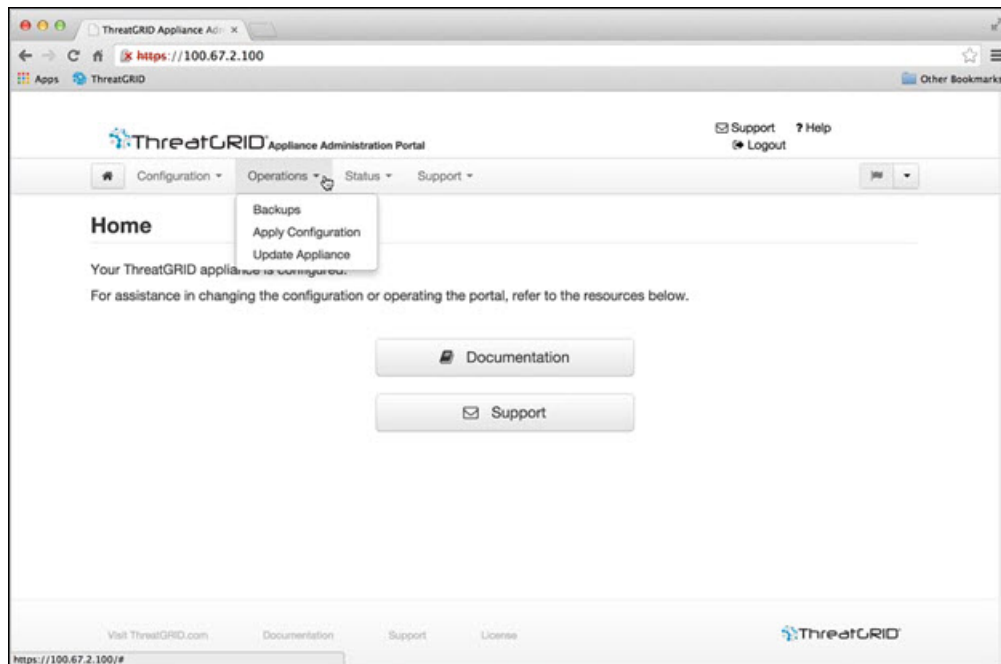 ThreatGRID Appliance Adm
https://100.67.2.100
Apps ThreatGRID Other Bookmarks
ThreatGRID Appliance Administration Portal
Support ? Help
Logout
Configuration Operations Status Support
Backups
Apply Configuration
Update Appliance
Home
Your ThreatGRID appliance is configured.
For assistance in changing the configuration or operating the portal, refer to the resources below.
Documentation
Support
Visit ThreatGRID.com Documentation Support License ThreatGRID
https://100.67.2.100/#